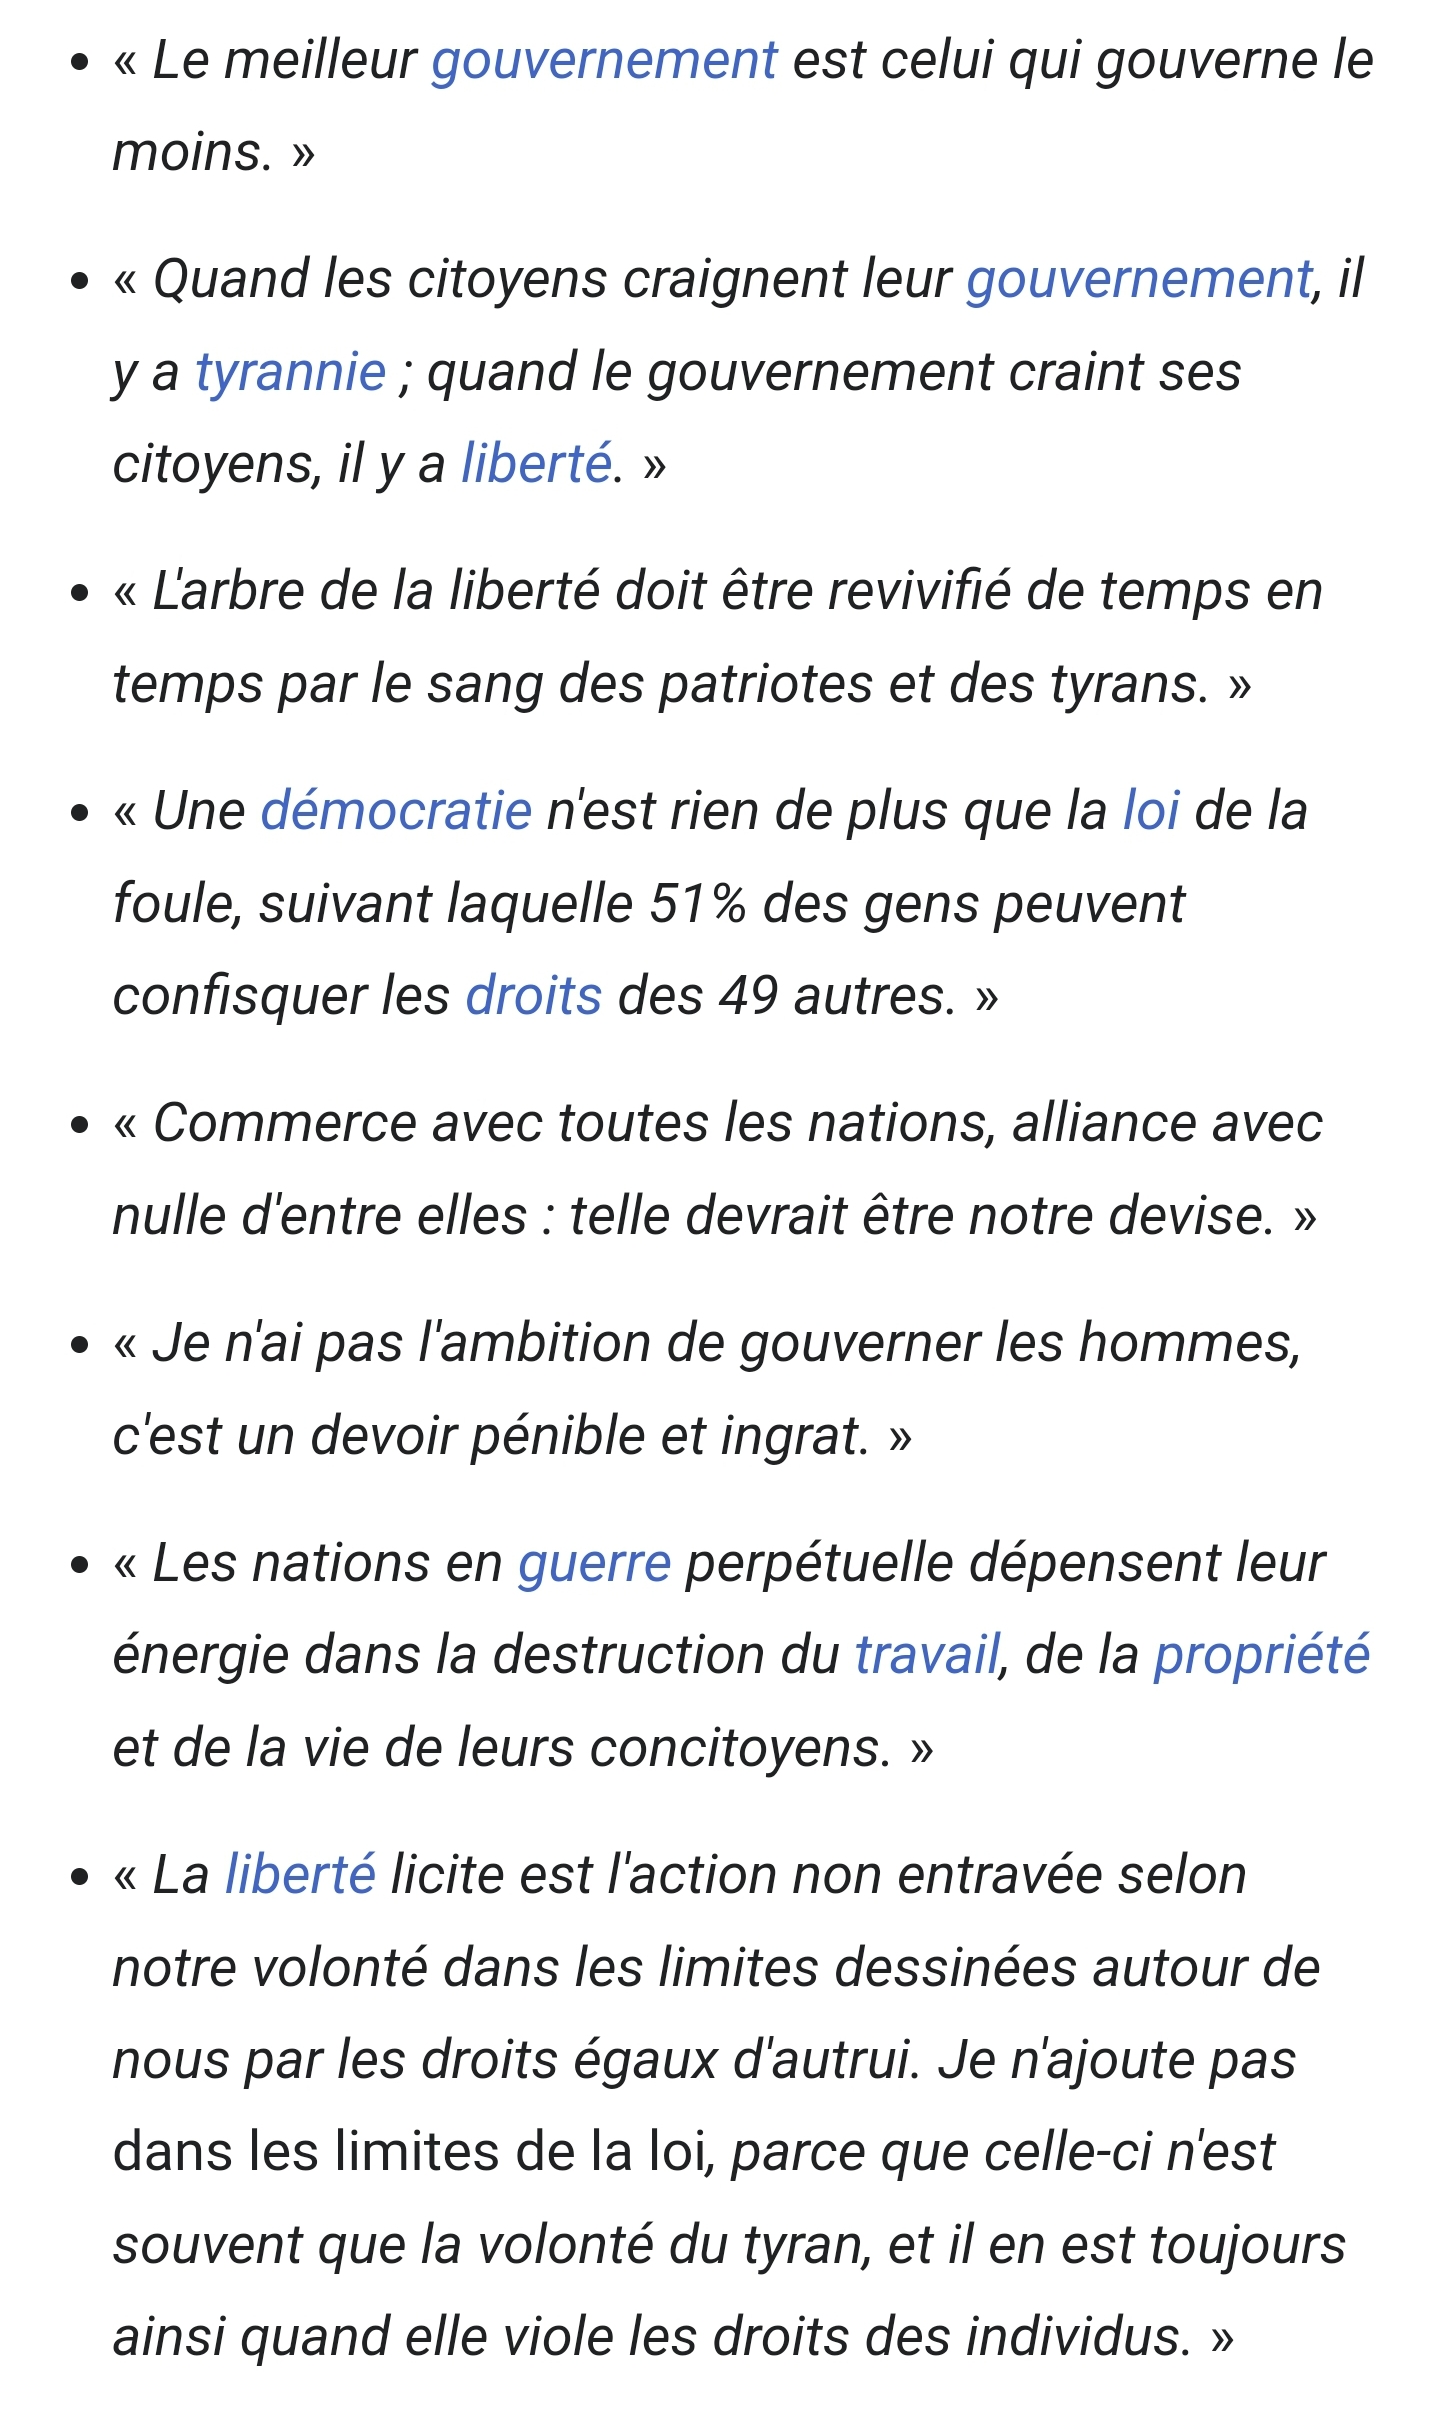 • « Le meilleur gouvernement est celui qui gouverne le
moins. »
• « Quand les citoyens craignent leur gouvernement, il
y a tyrannie ; quand le gouvernement craint ses
citoyens, il y a liberté. »
• « L'arbre de la liberté doit être revivifié de temps en
temps par le sang des patriotes et des tyrans. »
• « Une démocratie n'est rien de plus que la loi de la
foule, suivant laquelle 51% des gens peuvent
confisquer les droits des 49 autres. »
• « Commerce avec toutes les nations, alliance avec
nulle d'entre elles : telle devrait être notre devise. »
• « Je n'ai pas l'ambition de gouverner les hommes,
c'est un devoir pénible et ingrat. »
• « Les nations en guerre perpétuelle dépensent leur
énergie dans la destruction du travail, de la propriété
et de la vie de leurs concitoyens. »
• « La liberté licite est l'action non entravée selon
notre volonté dans les limites dessinées autour de
nous par les droits égaux d'autrui. Je n'ajoute pas
dans les limites de la loi, parce que celle-ci n'est
souvent que la volonté du tyran, et il en est toujours
ainsi quand elle viole les droits des individus. »